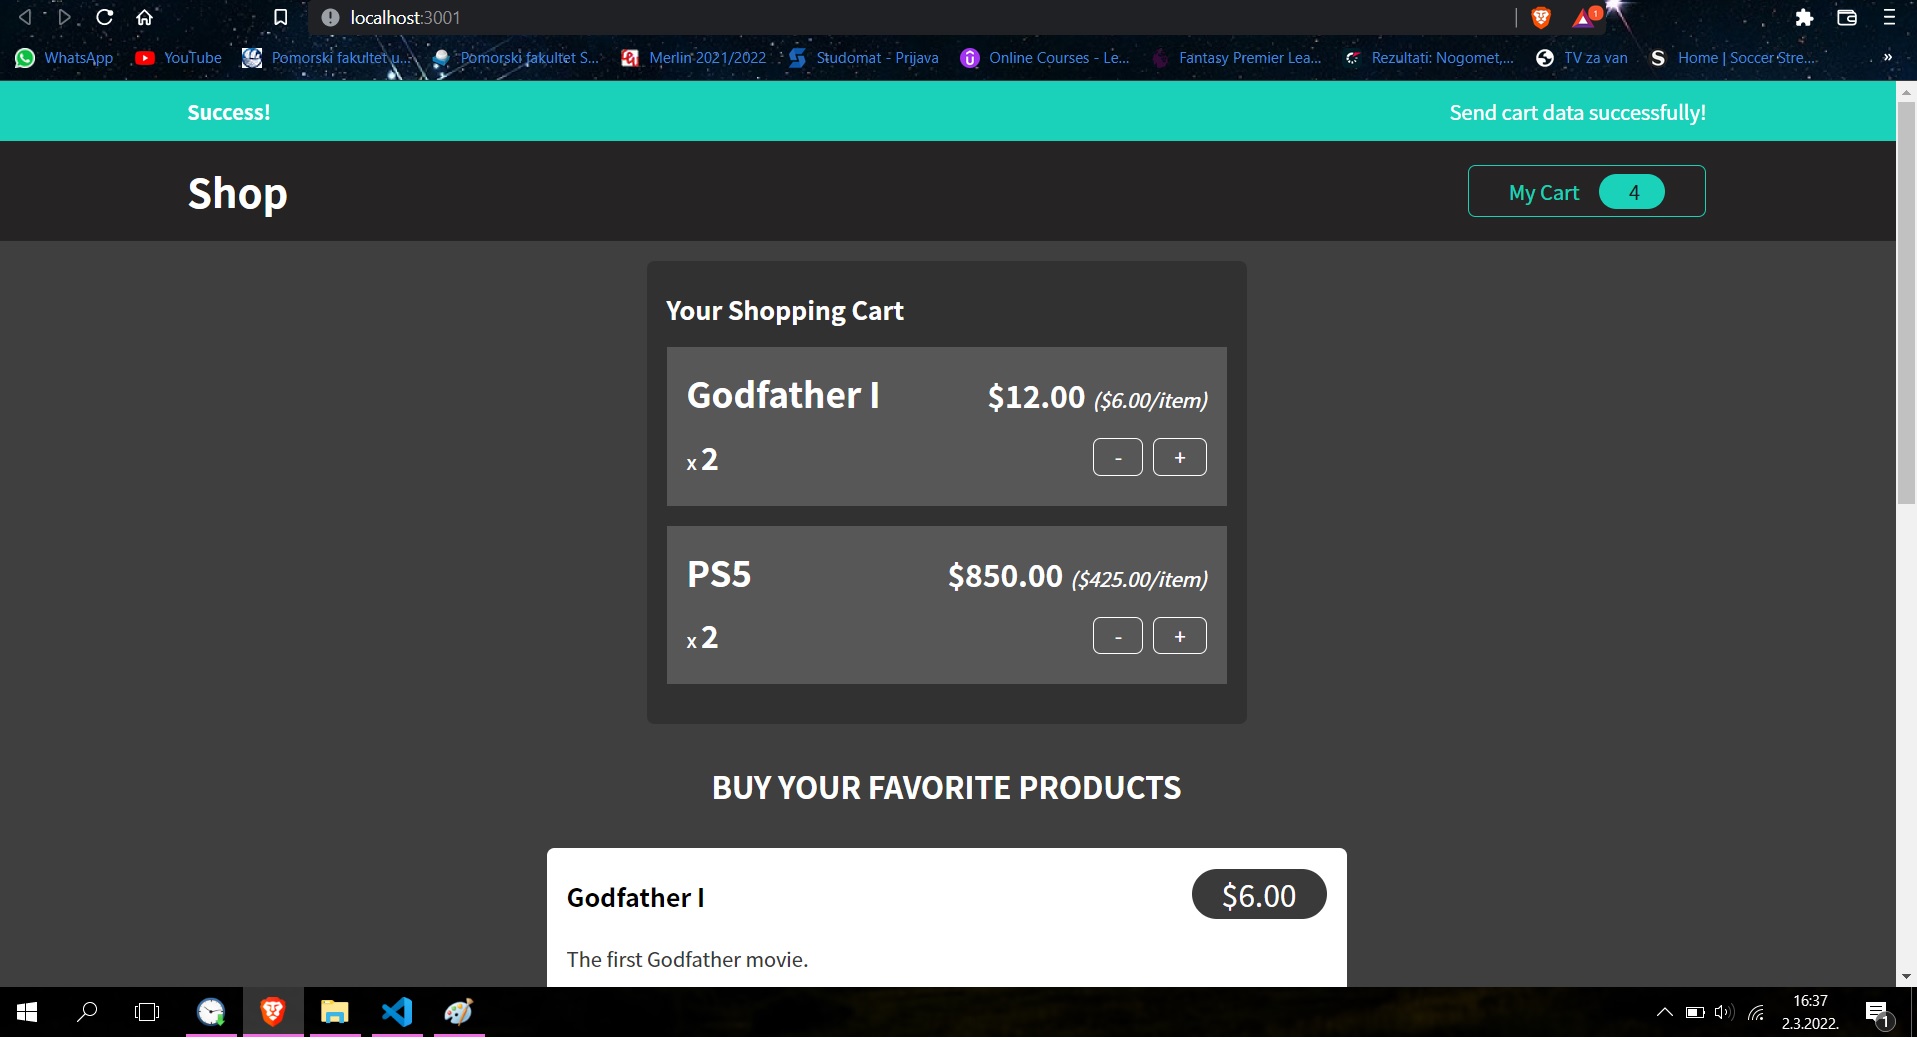 localhost:3001
1
WhatsApp YouTube Pomorski fakultet u... Pomorski fakultet S... Merlin 2021/2022 Studomat - Prijava Online Courses - Le... Fantasy Premier Lea... Rezultati: Nogomet,... TV za van Home | Soccer Stre... »
Success! Send cart data successfully!
Shop My Cart 4
Your Shopping Cart
Godfather I $12.00 ($6.00/item)
x 2 - +
PS5 $850.00 ($425.00/item)
x 2 - +
BUY YOUR FAVORITE PRODUCTS
Godfather I $6.00
The first Godfather movie.
16:37
2.3.2022.
1